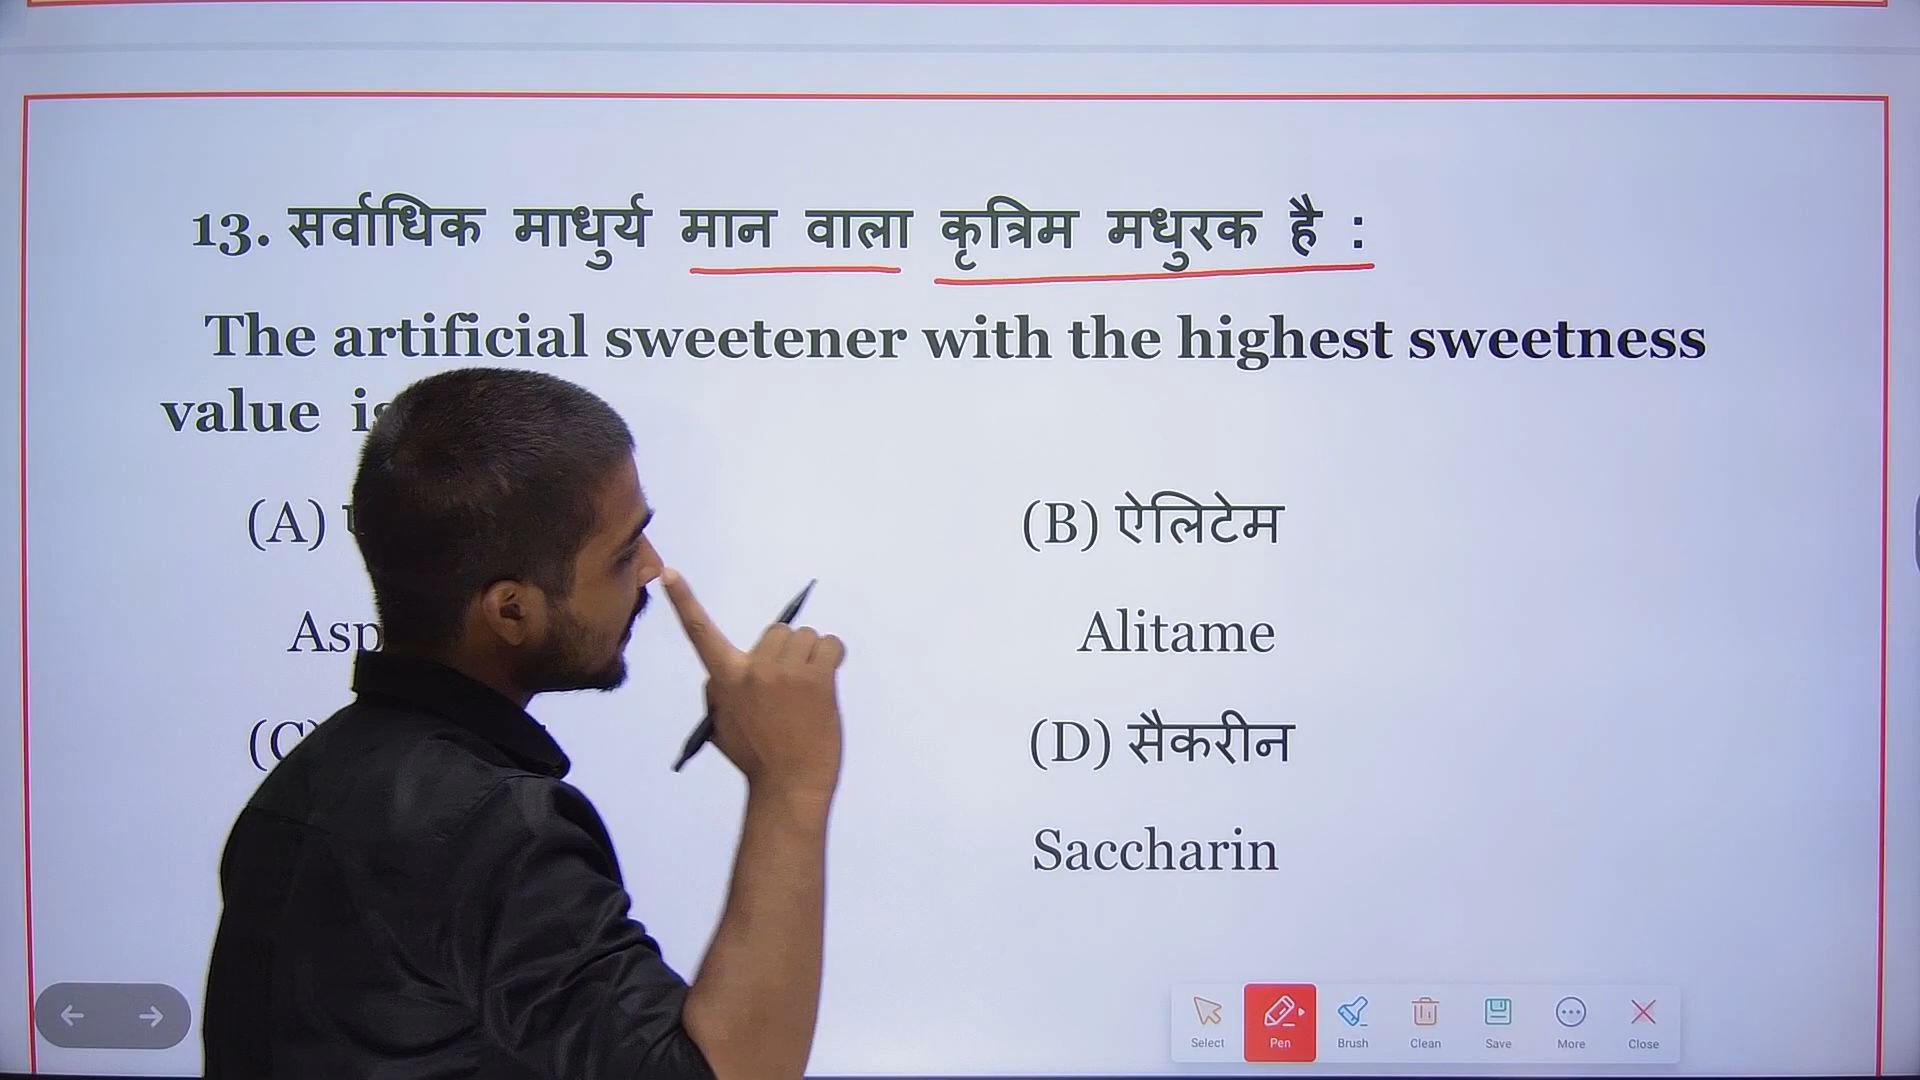 13. सर्वाधिक माधुर्य मान वाला कृत्रिम मधुरक है :
The artificial sweetener with the highest sweetness
value
(A) (B) ऐलिटेम
Alitame
(D) सैकरीन
Saccharin
Select Pen Brush Clean Save More Close